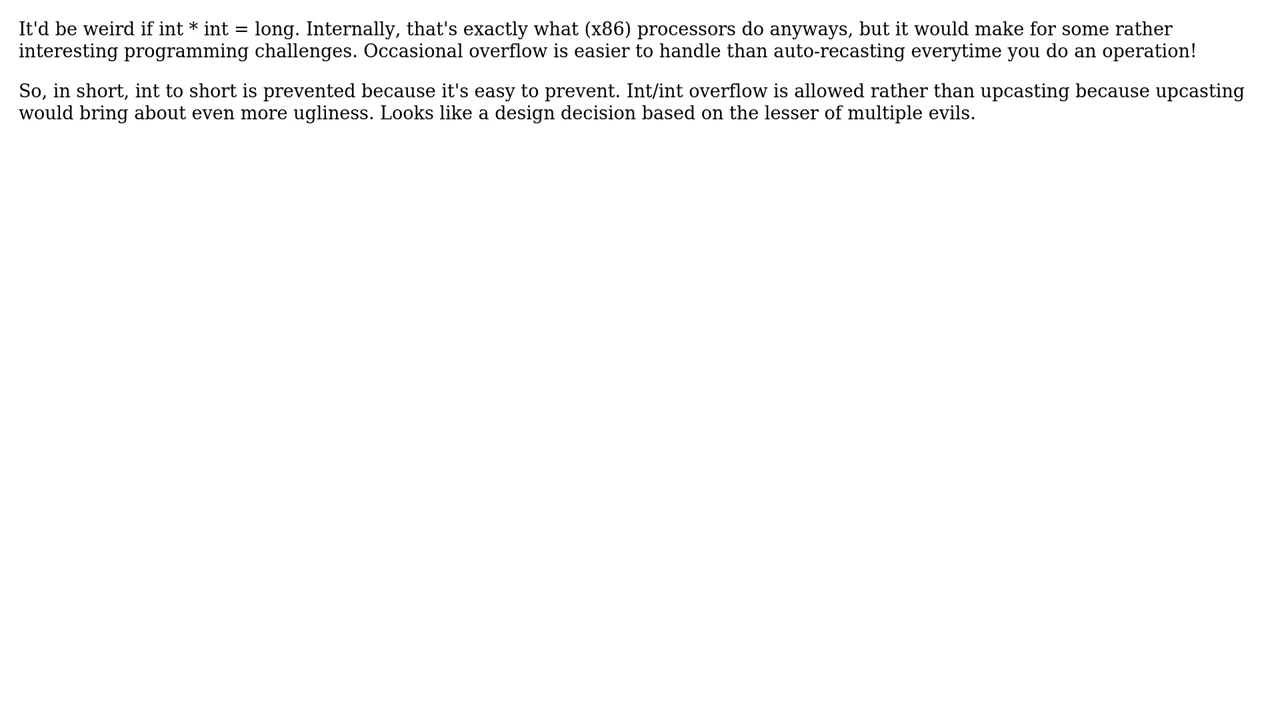 It'd be weird if int * int = long. Internally, that's exactly what (x86) processors do anyways, but it would make for some rather
interesting programming challenges. Occasional overflow is easier to handle than auto-recasting everytime you do an operation!
So, in short, int to short is prevented because it's easy to prevent. Int/int overflow is allowed rather than upcasting because upcasting
would bring about even more ugliness. Looks like a design decision based on the lesser of multiple evils.